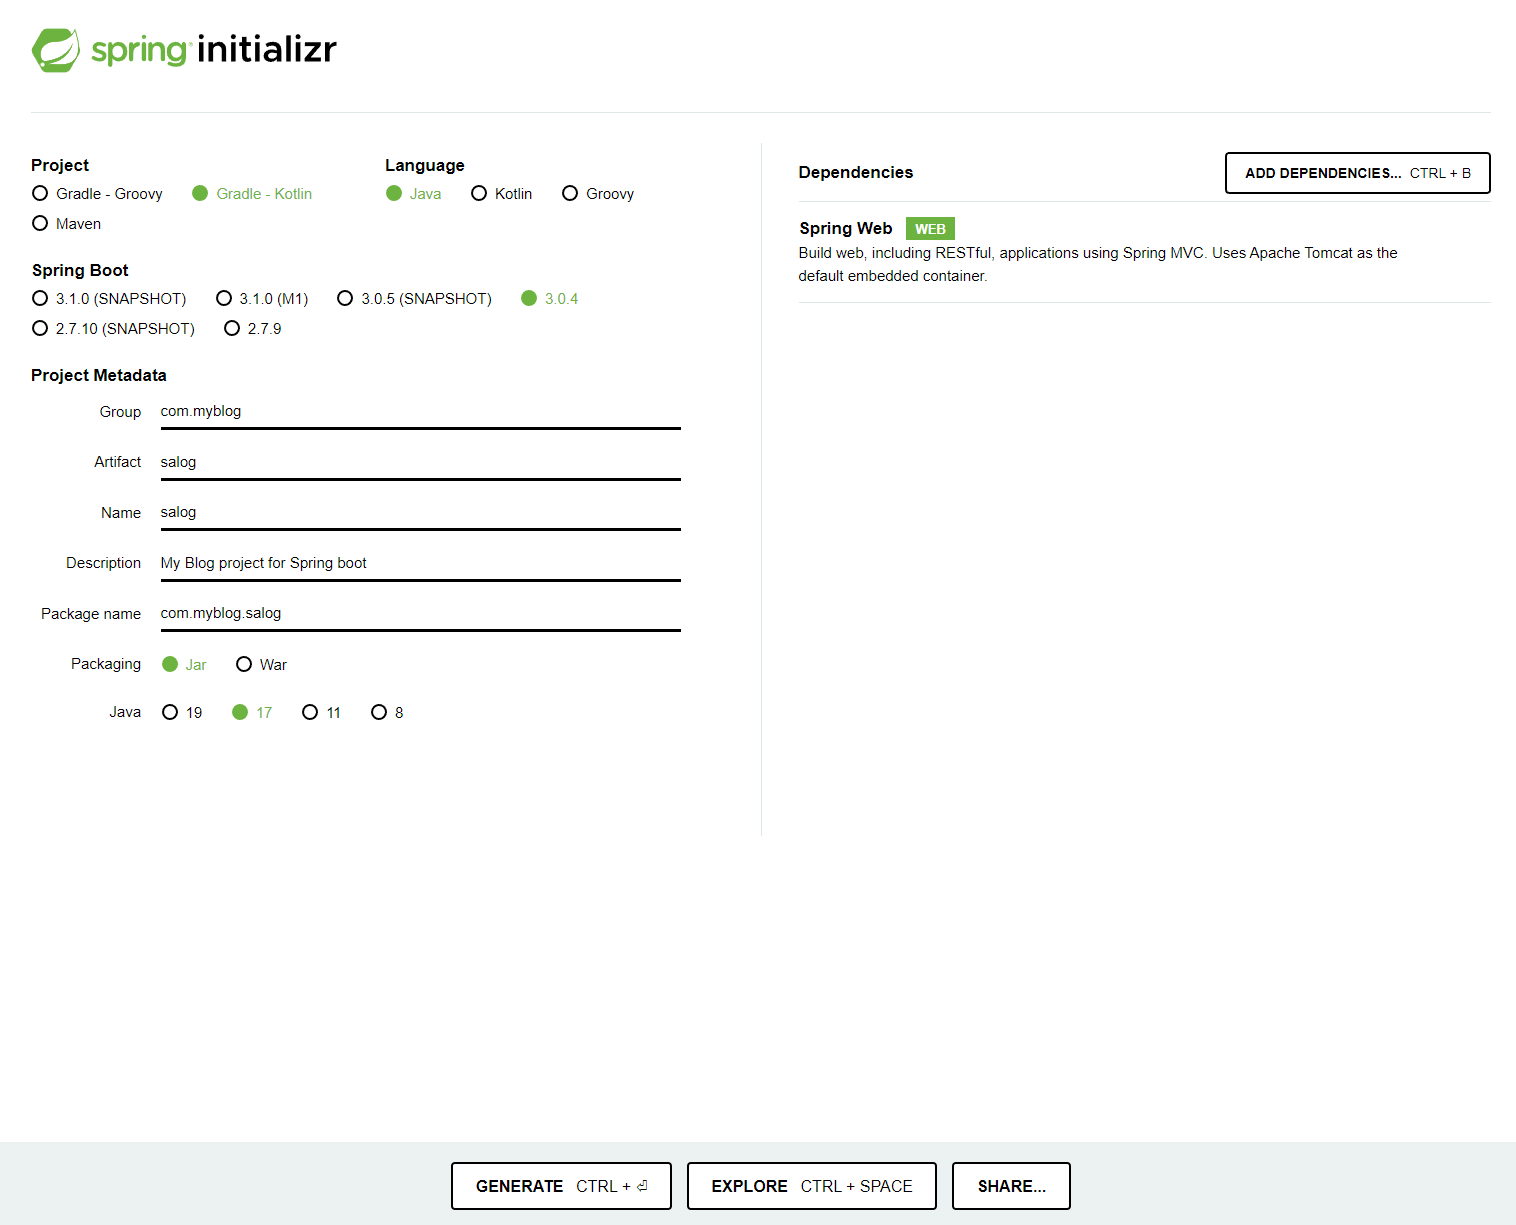 spring initializr
Project
Gradle - Groovy Gradle - Kotlin
Maven
Language
Java Kotlin Groovy
Spring Boot
3.1.0 (SNAPSHOT) 3.1.0 (M1) 3.0.5 (SNAPSHOT) 3.0.4
2.7.10 (SNAPSHOT) 2.7.9
Project Metadata
Group com.myblog
Artifact salog
Name salog
Description My Blog project for Spring boot
Package name com.myblog.salog
Packaging Jar War
Java 19 17 11 8
Dependencies ADD DEPENDENCIES... CTRL + B
Spring Web WEB
Build web, including RESTful, applications using Spring MVC. Uses Apache Tomcat as the
default embedded container.
GENERATE CTRL + ⏎ EXPLORE CTRL + SPACE SHARE...